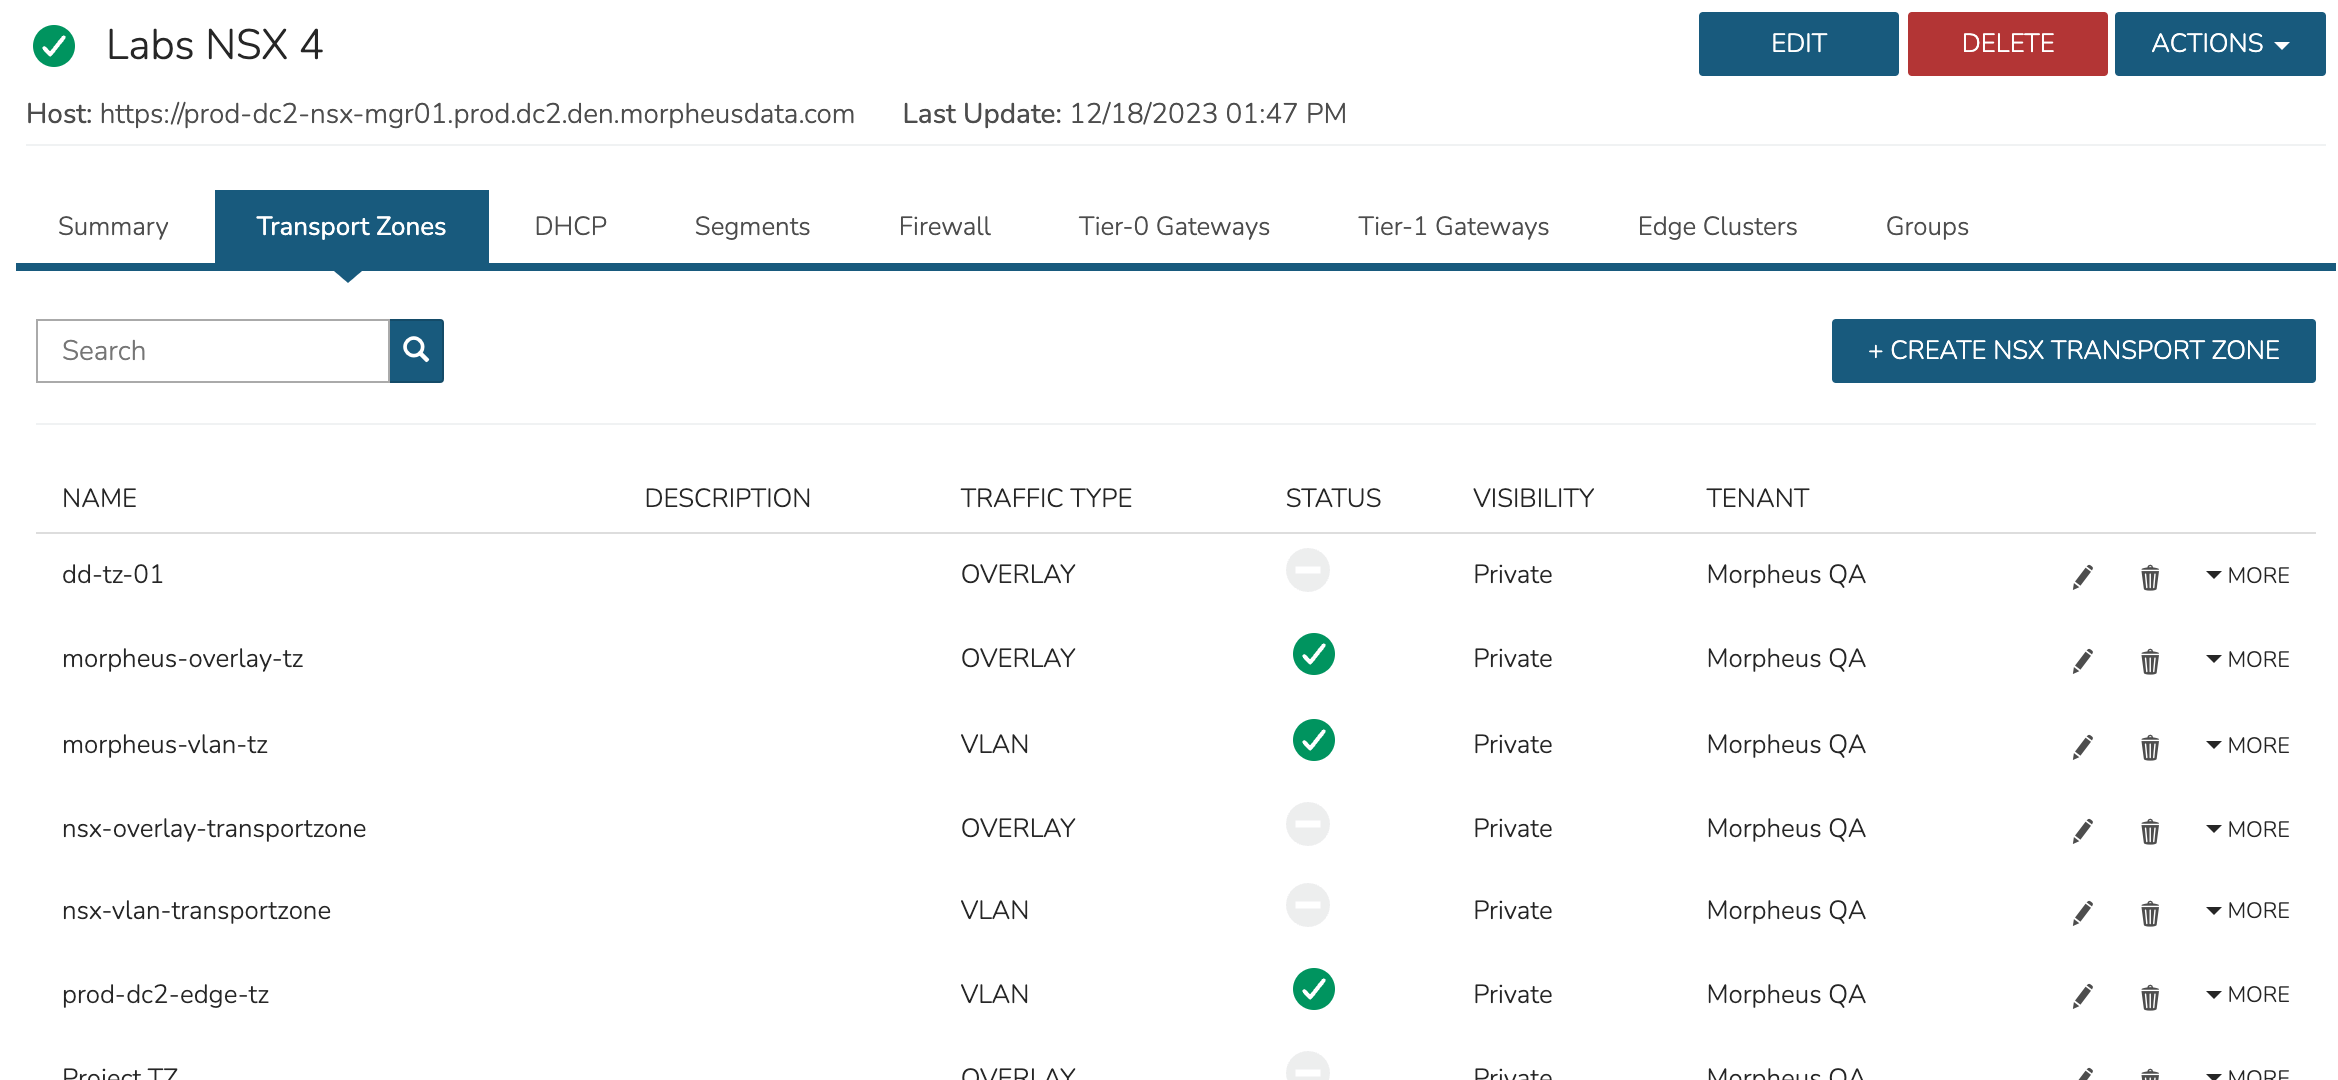 Labs NSX 4
EDIT
DELETE
ACTIONS
Host: https://prod-dc2-nsx-mgr01.prod.dc2.den.morpheusdata.com Last Update: 12/18/2023 01:47 PM
Summary Transport Zones DHCP Segments Firewall Tier-0 Gateways Tier-1 Gateways Edge Clusters Groups
Search
+ CREATE NSX TRANSPORT ZONE
NAME DESCRIPTION TRAFFIC TYPE STATUS VISIBILITY TENANT
dd-tz-01 OVERLAY Private Morpheus QA MORE
morpheus-overlay-tz OVERLAY Private Morpheus QA MORE
morpheus-vlan-tz VLAN Private Morpheus QA MORE
nsx-overlay-transportzone OVERLAY Private Morpheus QA MORE
nsx-vlan-transportzone VLAN Private Morpheus QA MORE
prod-dc2-edge-tz VLAN Private Morpheus QA MORE
Project TZ OVERLAY Private Morpheus QA MORE